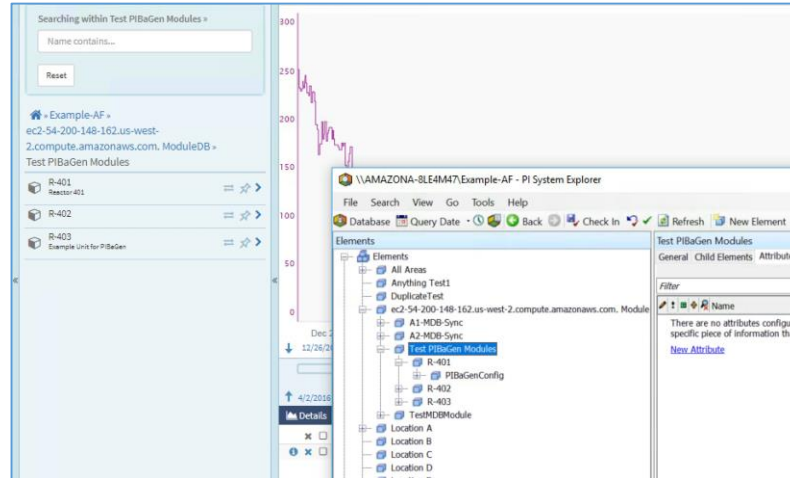 Searching within Test PIBaGen Modules »
Name contains...
Reset
» Example-AF »
ec2-54-200-148-162.us-west-
2.compute.amazonaws.com. ModuleDB »
Test PIBaGen Modules
R-401
Reactor 401
R-402
R-403
Example Unit for PIBaGen
«
«
300
250
200
150
100
50
0
Dec 2
12/26/20
4/2/2016
Details
\\AMAZONA-8LE4M47\Example-AF - PI System Explorer
File Search View Go Tools Help
Database Query Date Back Check In Refresh New Element
Elements
Elements
All Areas
Anything Test1
DuplicateTest
ec2-54-200-148-162.us-west-2.compute.amazonaws.com. Module
A1-MDB-Sync
A2-MDB-Sync
Test PIBaGen Modules
R-401
PIBaGenConfig
R-402
R-403
TestMDBModule
Location A
Location B
Location C
Location D
Test PIBaGen Modules
General Child Elements Attribute
Filter
Name
There are no attributes configu
specific piece of information th
New Attribute